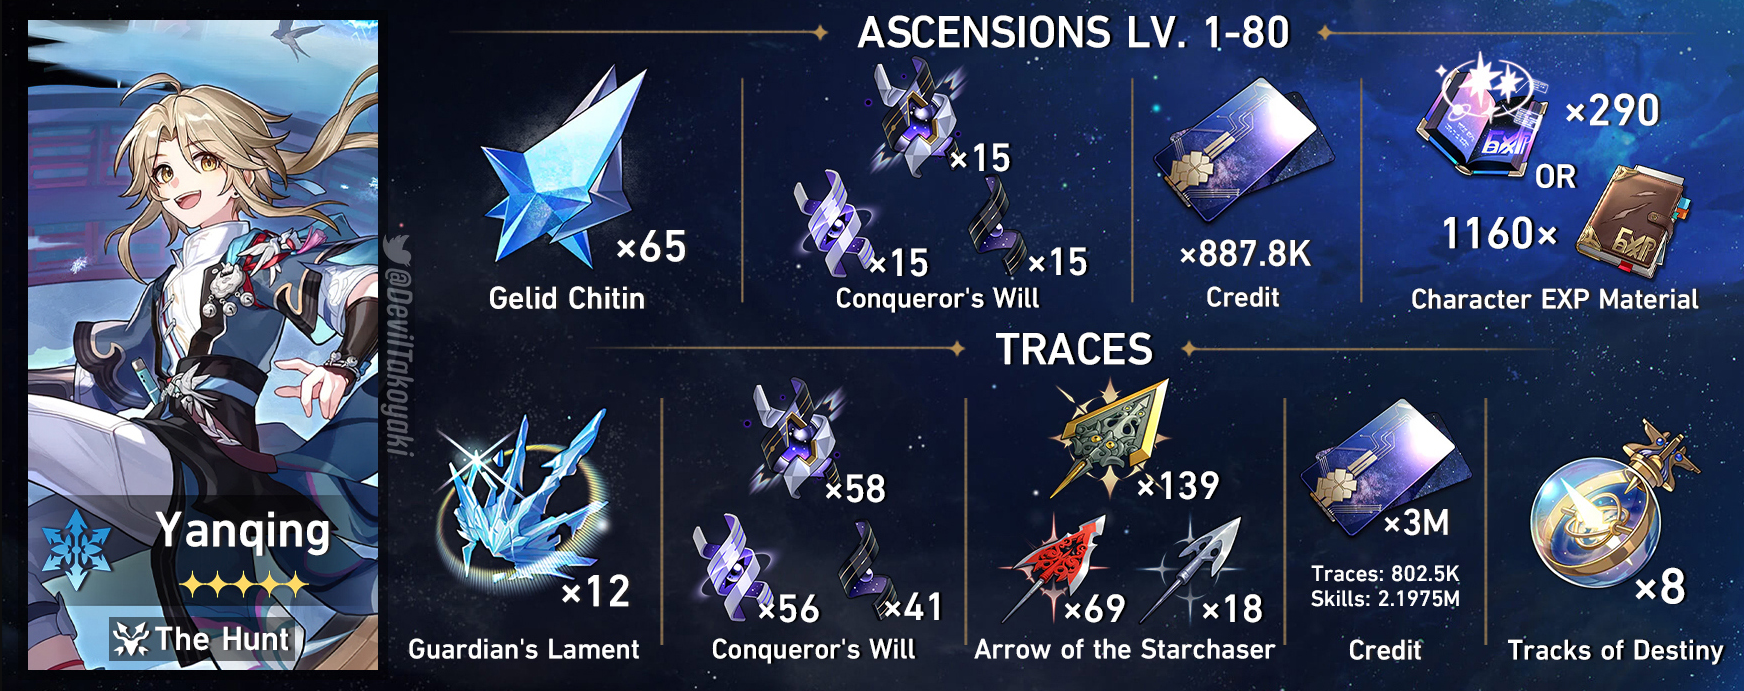 ASCENSIONS LV. 1-80
×65
Gelid Chitin
×15
×15
×15
Conqueror's Will
×887.8K
Credit
×290
OR
1160×
Character EXP Material
@DevilTakoyaki
TRACES
×12
Guardian's Lament
×58
×56
×41
Conqueror's Will
×139
×69
×18
Arrow of the Starchaser
×3M
Traces: 802.5K
Skills: 2.1975M
Credit
×8
Tracks of Destiny
Yanqing
The Hunt